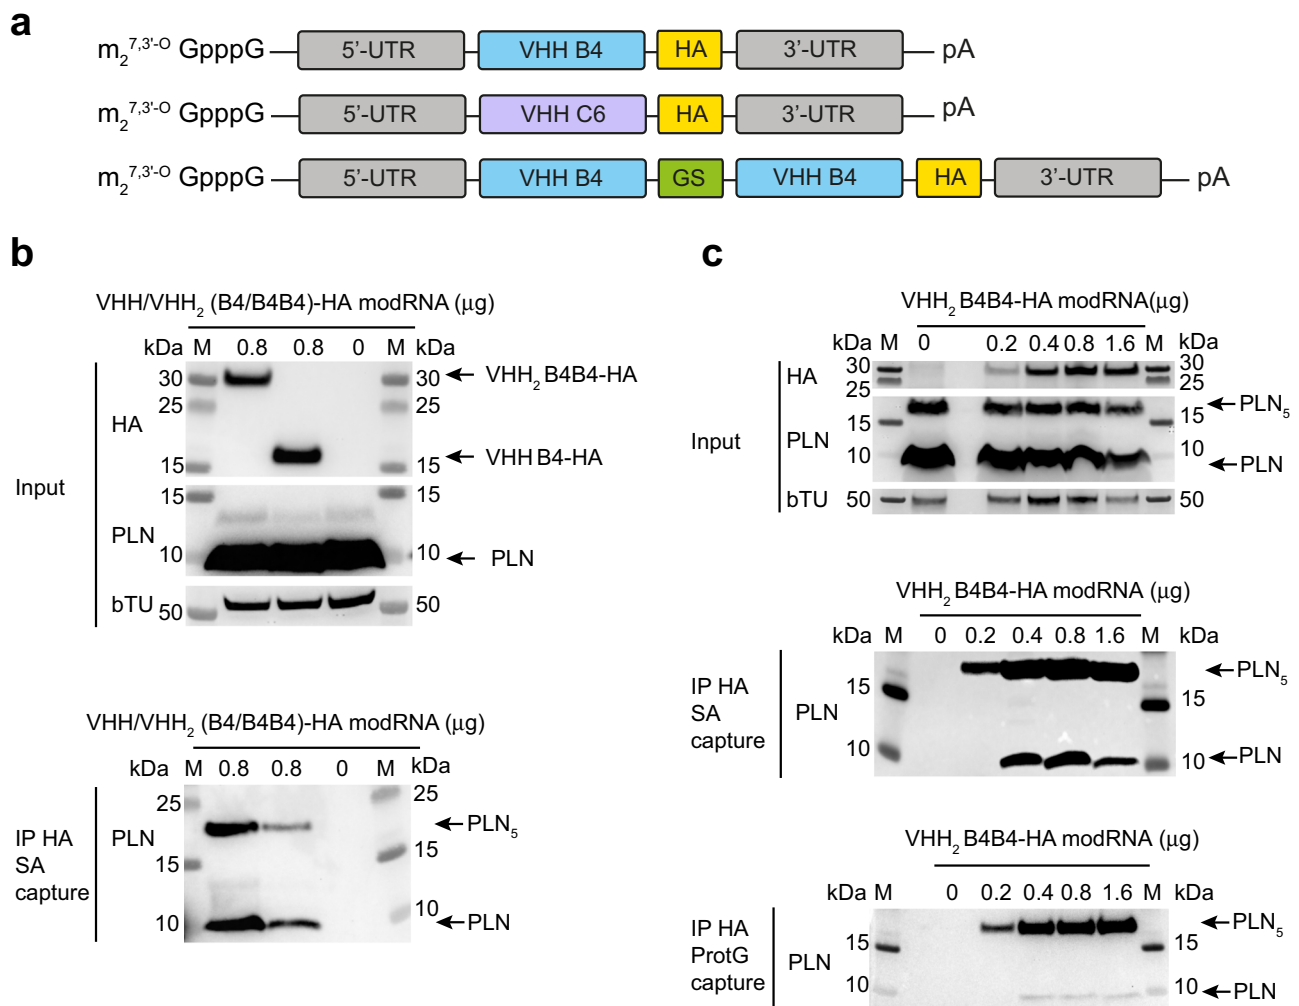 a
m₂⁷,³'⁻ᴼ GpppG 5'-UTR VHH B4 HA 3'-UTR pA
m₂⁷,³'⁻ᴼ GpppG 5'-UTR VHH C6 HA 3'-UTR pA
m₂⁷,³'⁻ᴼ GpppG 5'-UTR VHH B4 GS VHH B4 HA 3'-UTR pA
b
VHH/VHH₂ (B4/B4B4)-HA modRNA (µg)
kDa M 0.8 0.8 0 M kDa
30 30 VHH₂ B4B4-HA
25 25
HA
15 15 VHH B4-HA
Input
15 15
PLN
10 10 PLN
bTU 50 50
VHH/VHH₂ (B4/B4B4)-HA modRNA (µg)
kDa M 0.8 0.8 0 M kDa
25 25
PLN₅
IP HA PLN
SA 15 15
capture
10 10 PLN
c
VHH₂ B4B4-HA modRNA(µg)
kDa M 0 0.2 0.4 0.8 1.6 M kDa
HA 30 30
25 25
15 15 PLN₅
Input PLN
10 10 PLN
bTU 50 50
VHH₂ B4B4-HA modRNA (µg)
kDa M 0 0.2 0.4 0.8 1.6 M kDa
PLN₅
IP HA 15 15
SA PLN
capture 10 10 PLN
VHH₂ B4B4-HA modRNA (µg)
kDa M 0 0.2 0.4 0.8 1.6 M kDa
PLN₅
IP HA 15 15
ProtG PLN
capture 10 10 PLN